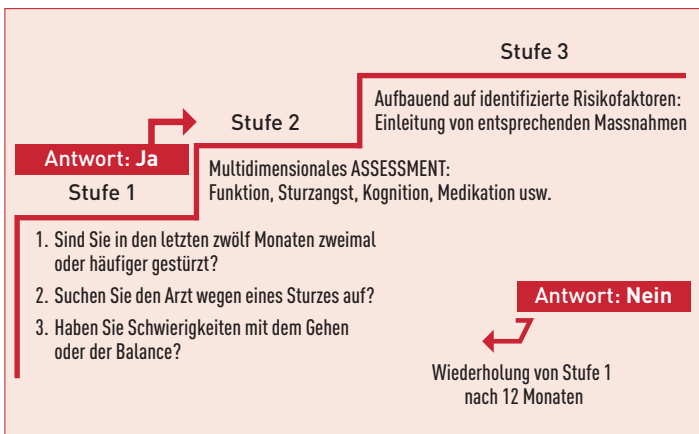 Stufe 3
Aufbauend auf identifizierte Risikofaktoren:
Einleitung von entsprechenden Massnahmen
Stufe 2
Multidimensionales ASSESSMENT:
Funktion, Sturzangst, Kognition, Medikation usw.
Antwort: Ja
Stufe 1
1. Sind Sie in den letzten zwölf Monaten zweimal
oder häufiger gestürzt?
2. Suchen Sie den Arzt wegen eines Sturzes auf?
3. Haben Sie Schwierigkeiten mit dem Gehen
oder der Balance?
Antwort: Nein
Wiederholung von Stufe 1
nach 12 Monaten